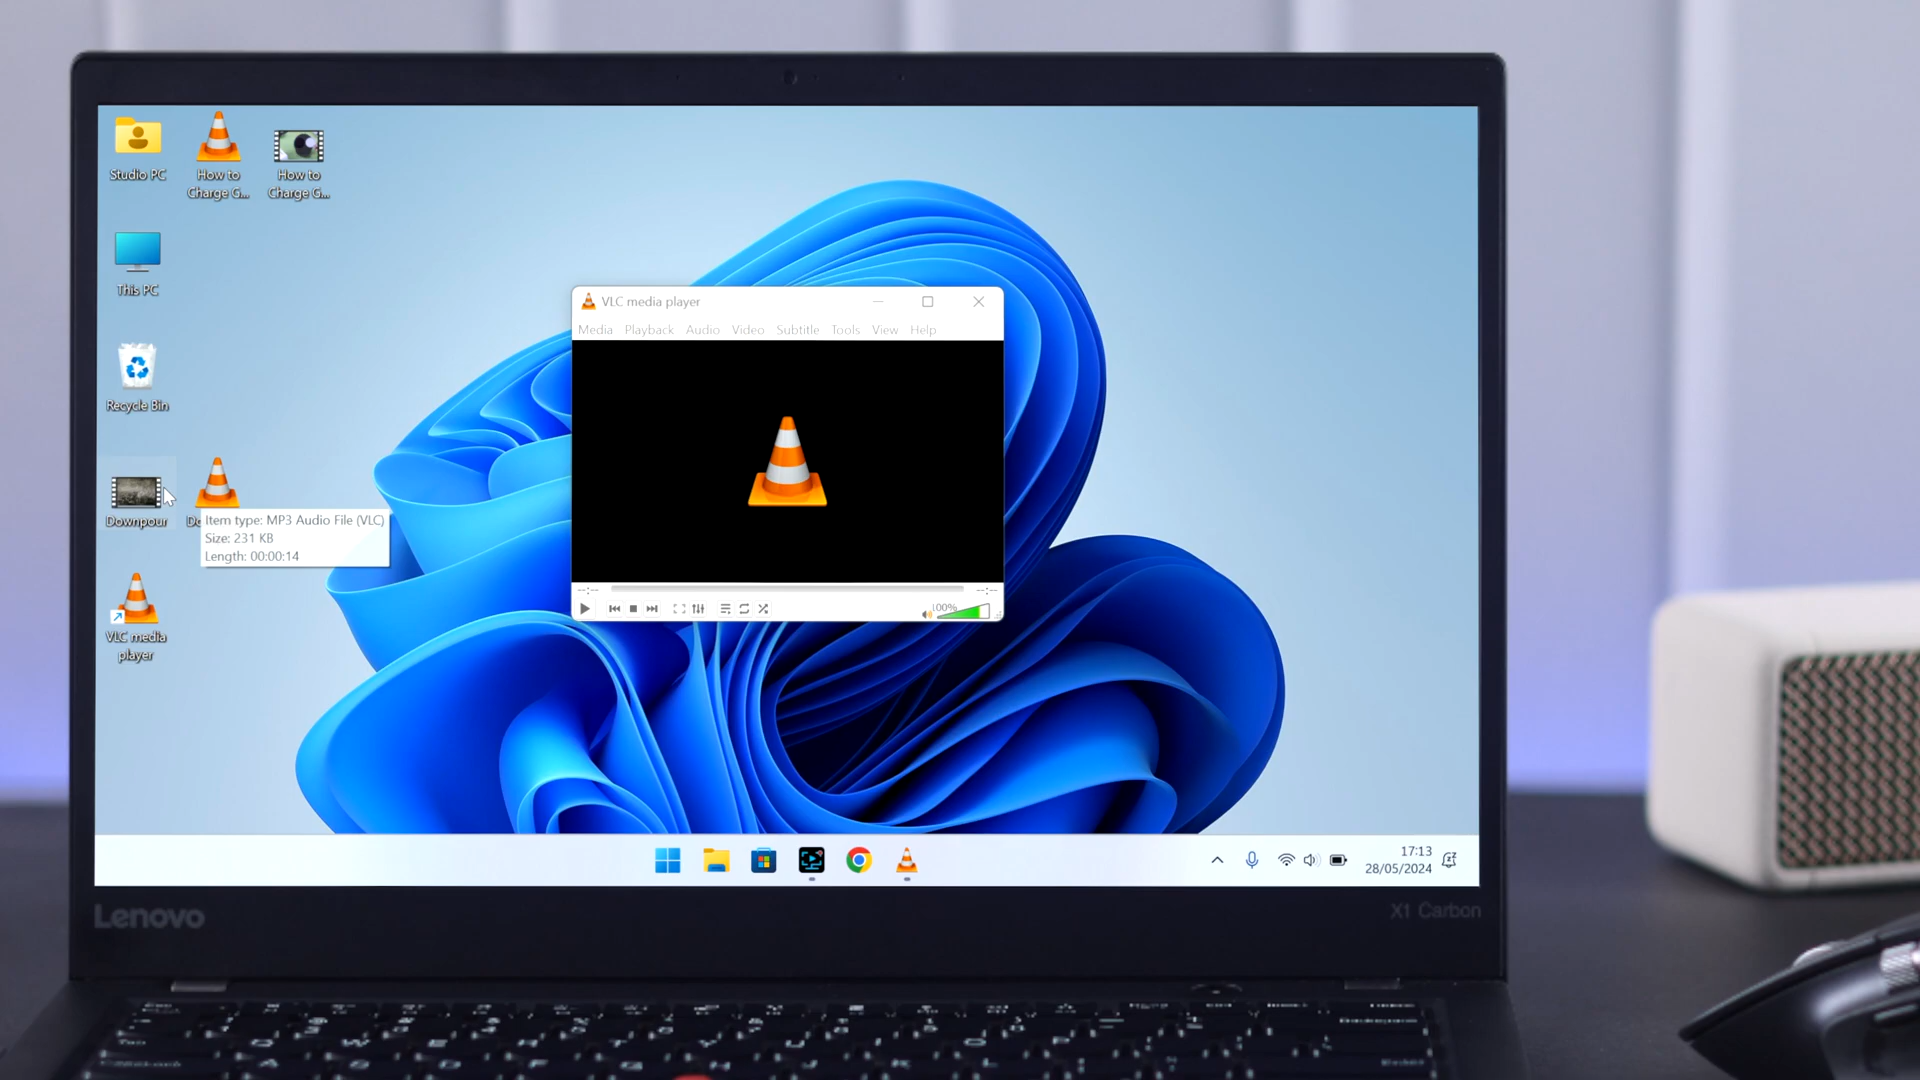 Studio PC
How to
Charge G...
How to
Charge G...
This PC
Recycle Bin
Downpour
Item type: MP3 Audio File (VLC)
Size: 231 KB
Length: 00:00:14
VLC media
player
VLC media player
Media Playback Audio Video Subtitle Tools View Help
--:--
--:--
100%
17:13
28/05/2024
Lenovo
X1 Carbon